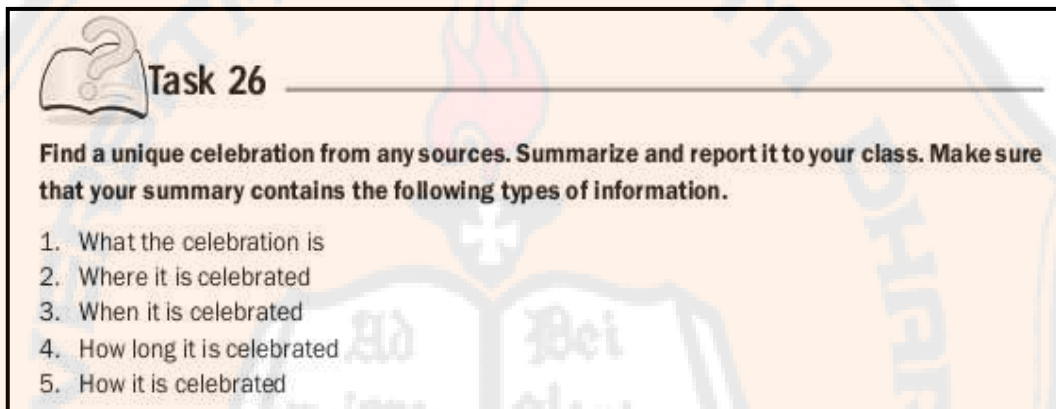 Task 26
Find a unique celebration from any sources. Summarize and report it to your class. Make sure
that your summary contains the following types of information.
1. What the celebration is
2. Where it is celebrated
3. When it is celebrated
4. How long it is celebrated
5. How it is celebrated
Ad Dei